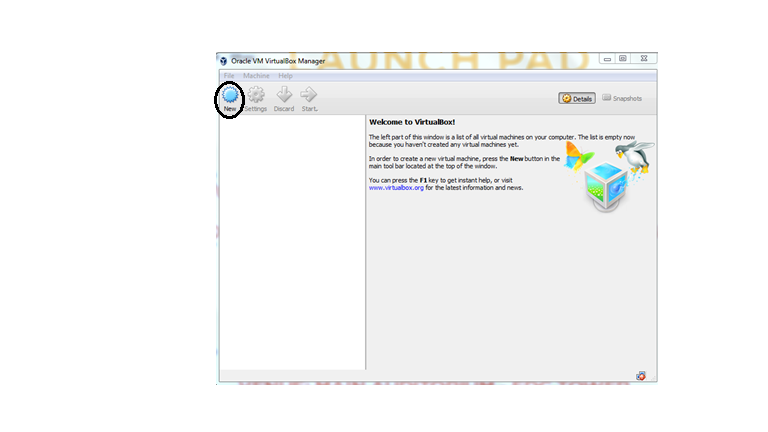 LAUNCH PAD
Oracle VM VirtualBox Manager
File Machine Help
New Settings Discard Start.
Details Snapshots
Welcome to VirtualBox!
The left part of this window is a list of all virtual machines on your computer. The list is empty now
because you haven't created any virtual machines yet.
In order to create a new virtual machine, press the New button in the
main tool bar located at the top of the window.
You can press the F1 key to get instant help, or visit
www.virtualbox.org for the latest information and news.